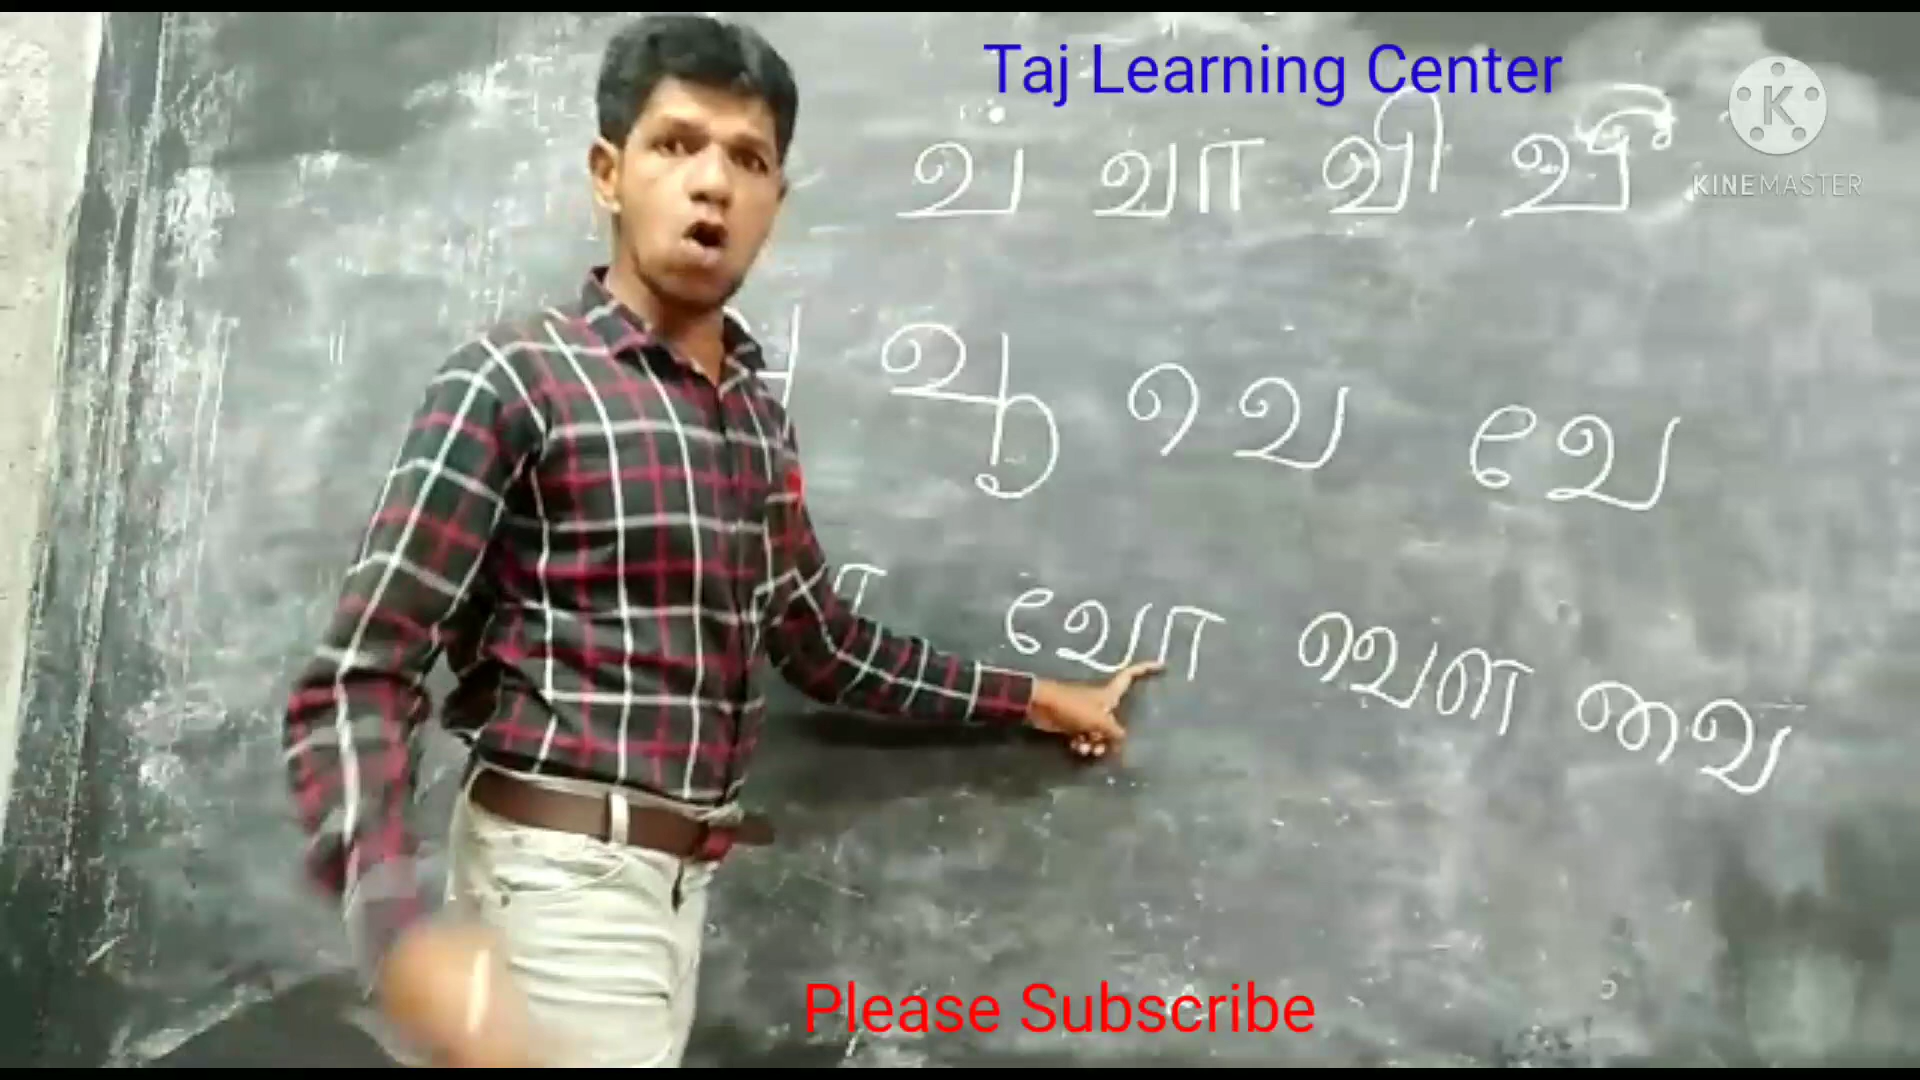 Taj Learning Center
வ வா வி வீ
KINEMASTER
வூ வெ வே
வோ வௌ வை
Please Subscribe